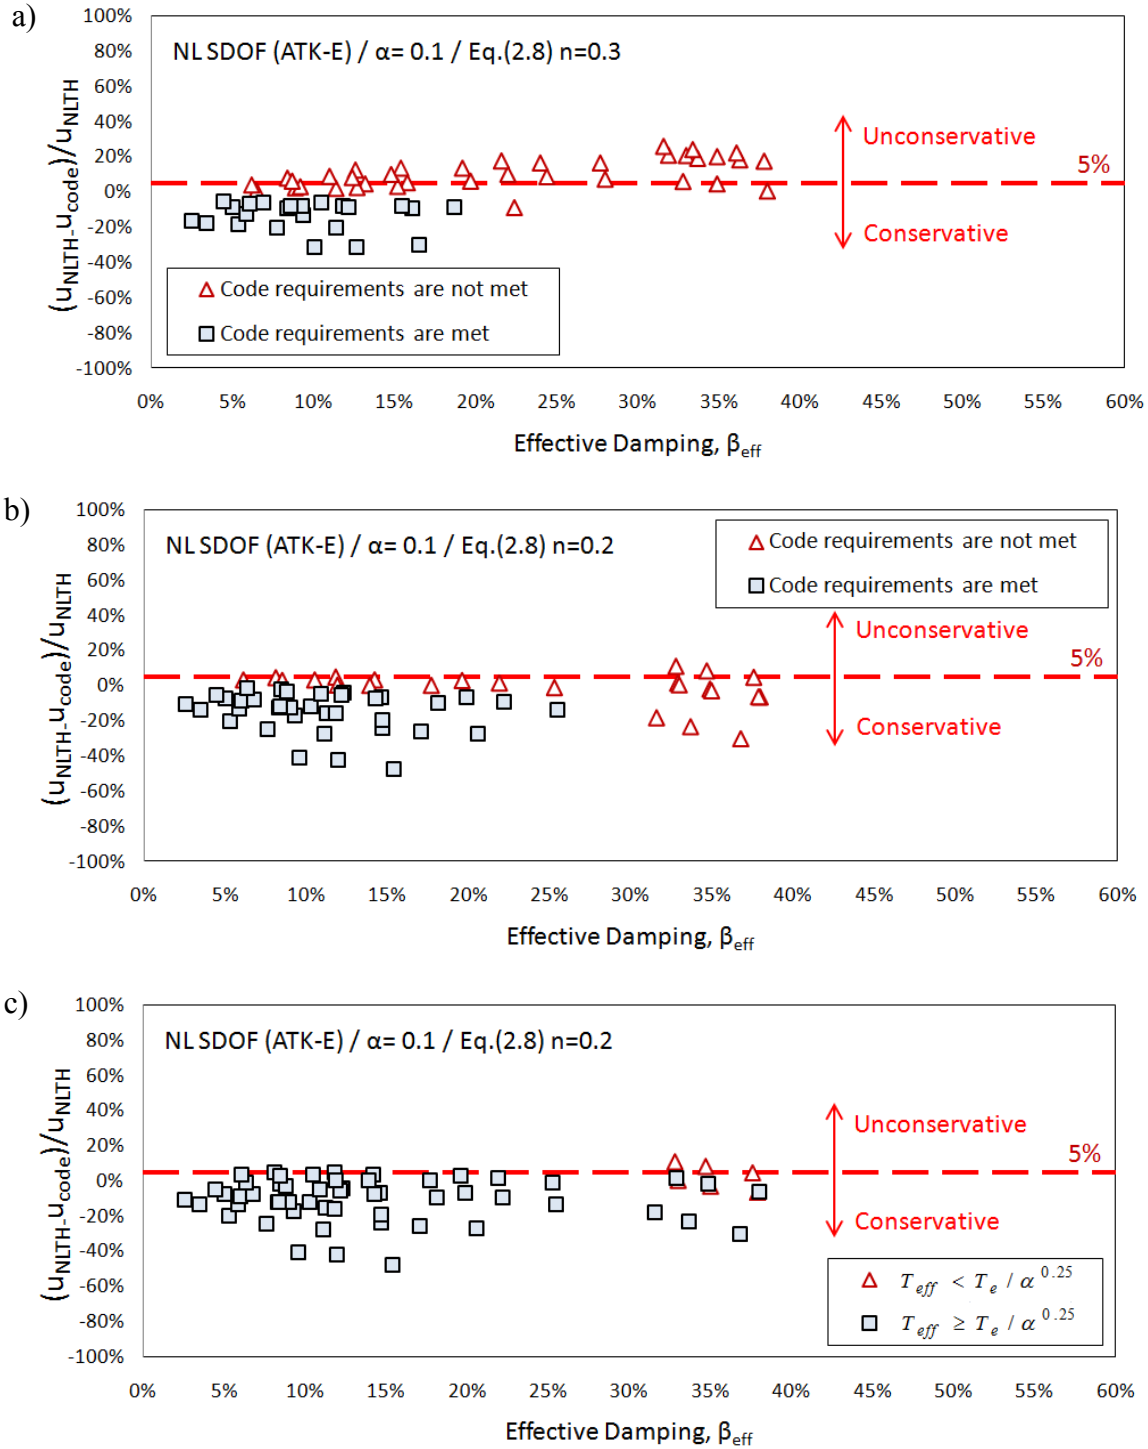 a)
100%
80%
60%
40%
20%
0%
-20%
-40%
-60%
-80%
-100%
(uNLTH-ucode)/uNLTH
NL SDOF (ATK-E) / α= 0.1 / Eq.(2.8) n=0.3
Unconservative
5%
Conservative
Code requirements are not met
Code requirements are met
0% 5% 10% 15% 20% 25% 30% 35% 40% 45% 50% 55% 60%
Effective Damping, βeff
b)
100%
80%
60%
40%
20%
0%
-20%
-40%
-60%
-80%
-100%
(uNLTH-ucode)/uNLTH
NL SDOF (ATK-E) / α= 0.1 / Eq.(2.8) n=0.2
Code requirements are not met
Code requirements are met
Unconservative
5%
Conservative
0% 5% 10% 15% 20% 25% 30% 35% 40% 45% 50% 55% 60%
Effective Damping, βeff
c)
100%
80%
60%
40%
20%
0%
-20%
-40%
-60%
-80%
-100%
(uNLTH-ucode)/uNLTH
NL SDOF (ATK-E) / α= 0.1 / Eq.(2.8) n=0.2
Unconservative
5%
Conservative
Teff < Te / α 0.25
Teff ≥ Te / α 0.25
0% 5% 10% 15% 20% 25% 30% 35% 40% 45% 50% 55% 60%
Effective Damping, βeff